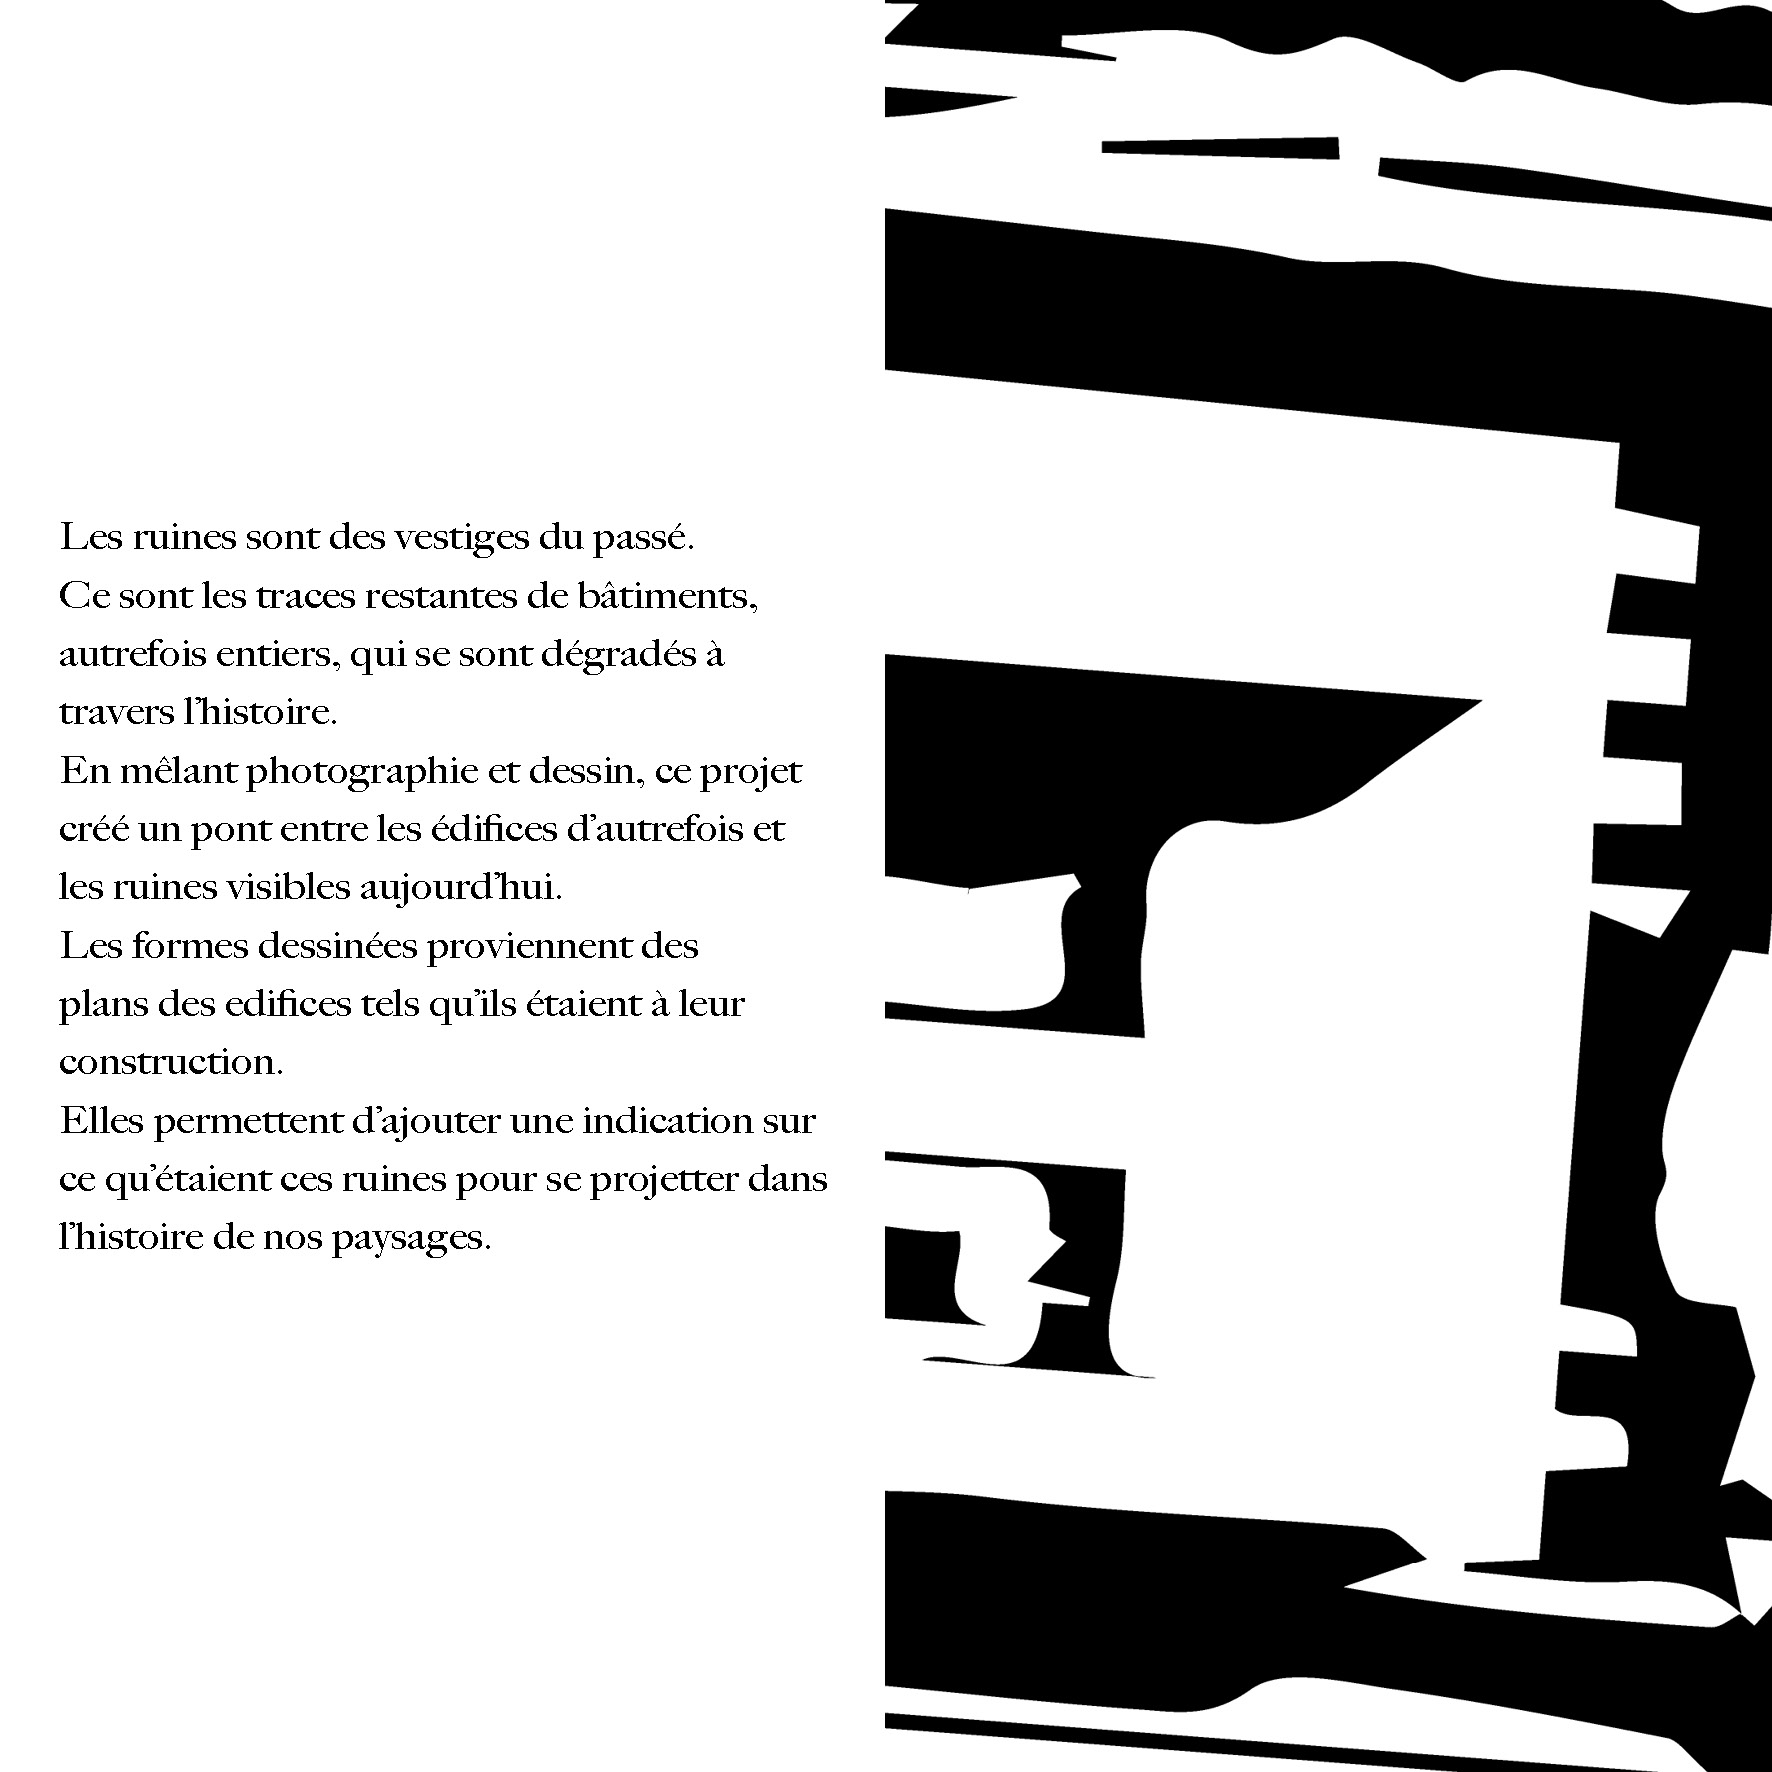 Les ruines sont des vestiges du passé.
Ce sont les traces restantes de bâtiments,
autrefois entiers, qui se sont dégradés à
travers l’histoire.
En mêlant photographie et dessin, ce projet
créé un pont entre les édifices d’autrefois et
les ruines visibles aujourd’hui.
Les formes dessinées proviennent des
plans des edifices tels qu’ils étaient à leur
construction.
Elles permettent d’ajouter une indication sur
ce qu’étaient ces ruines pour se projetter dans
l’histoire de nos paysages.